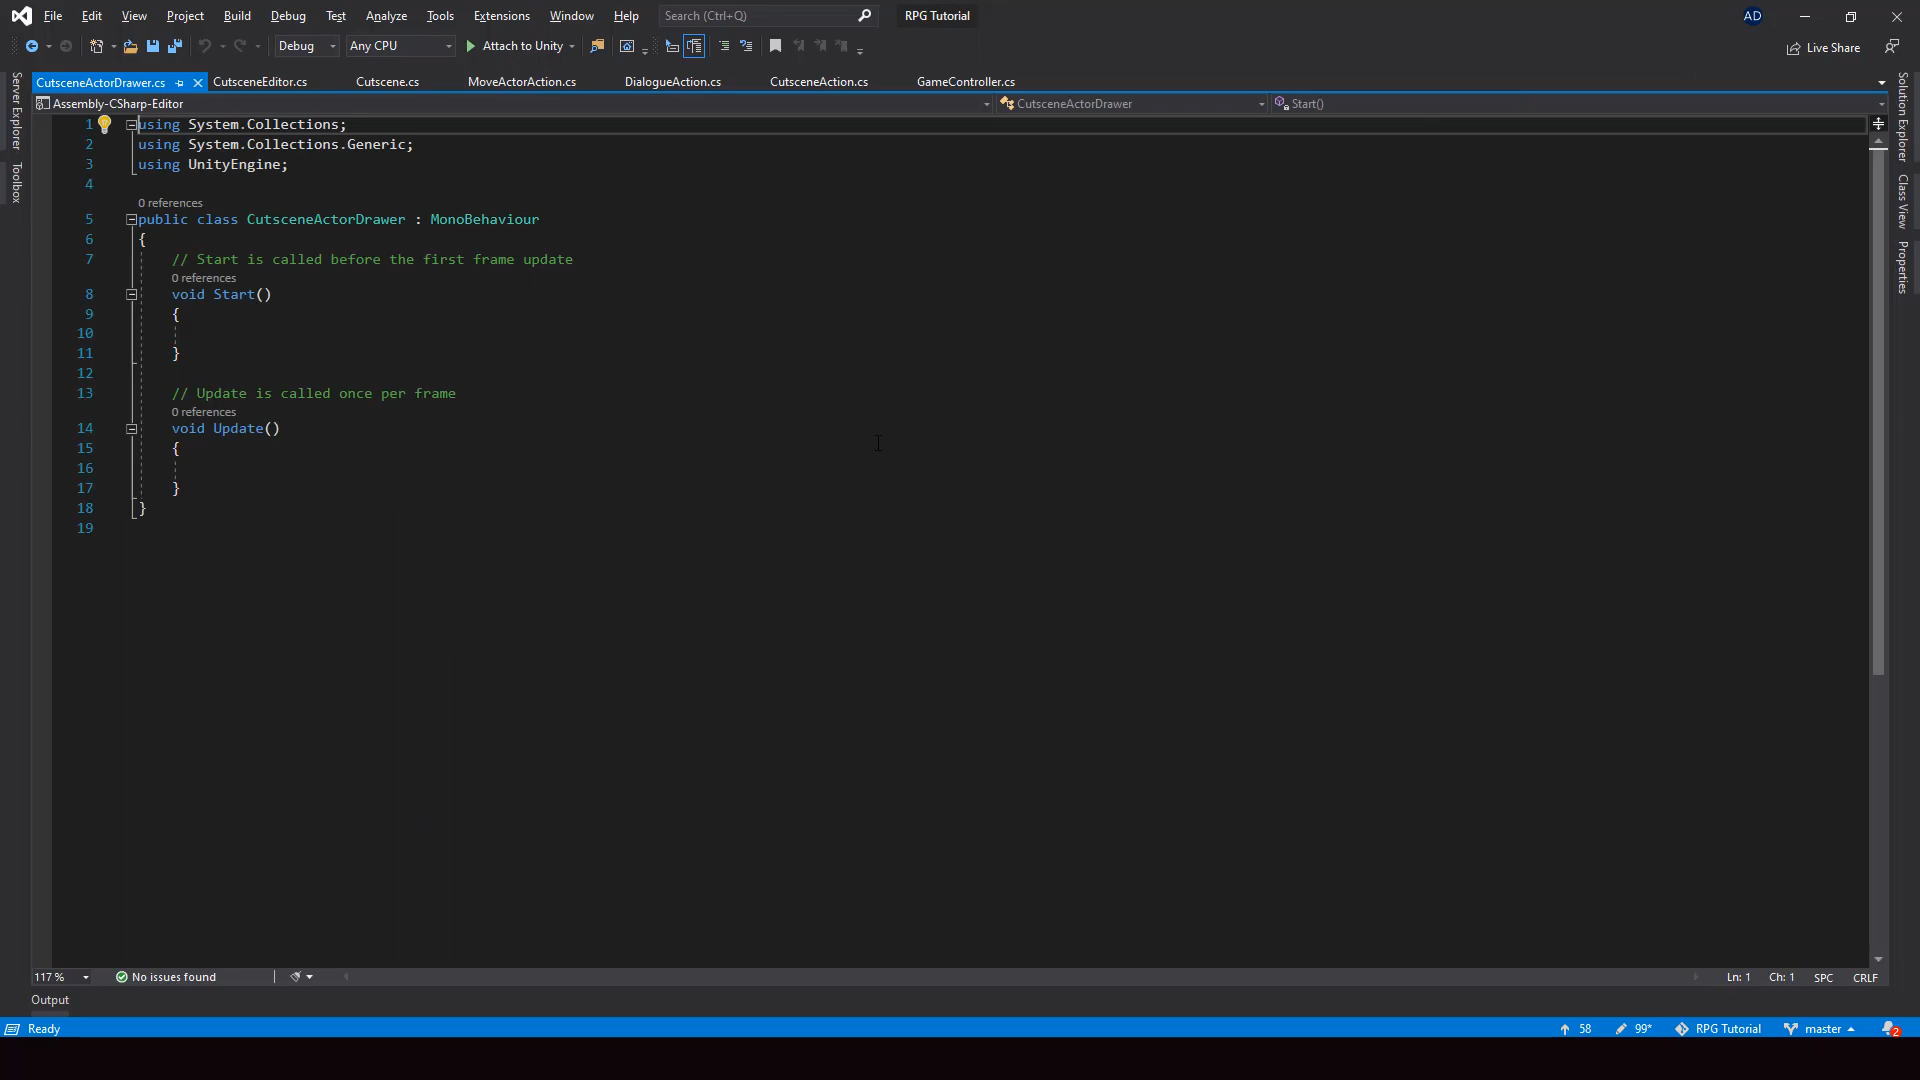 File Edit View Project Build Debug Test Analyze Tools Extensions Window Help Search (Ctrl+Q) RPG Tutorial AD
Debug Any CPU Attach to Unity Live Share
CutsceneActorDrawer.cs CutsceneEditor.cs Cutscene.cs MoveActorAction.cs DialogueAction.cs CutsceneAction.cs GameController.cs
Assembly-CSharp-Editor CutsceneActorDrawer Start()
Server Explorer
Toolbox
Solution Explorer
Class View
Properties
1 using System.Collections;
2 using System.Collections.Generic;
3 using UnityEngine;
4
0 references
5 public class CutsceneActorDrawer : MonoBehaviour
6 {
7 // Start is called before the first frame update
0 references
8 void Start()
9 {
10
11 }
12
13 // Update is called once per frame
0 references
14 void Update()
15 {
16
17 }
18 }
19
117 % No issues found Ln: 1 Ch: 1 SPC CRLF
Output
Ready 58 99* RPG Tutorial master 2